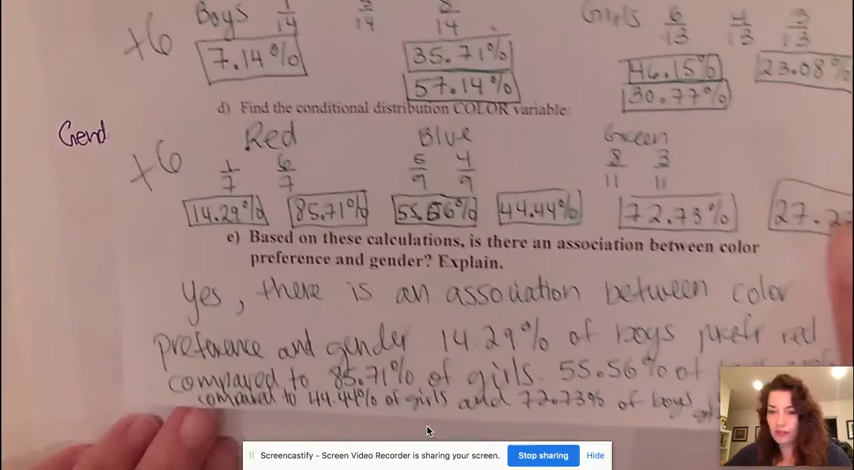 Boys 1/14 5/14 8/14 Girls 6/13 4/13 3/13
+6 7.14% 35.71% 46.15% 23.08%
57.14% 30.77%
d) Find the conditional distribution COLOR variable:
Gend Red Blue Green
+6 1/7 6/7 5/9 4/9 8/11 3/11
14.29% 85.71% 55.56% 44.44% 72.73% 27.2
e) Based on these calculations, is there an association between color
preference and gender? Explain.
Yes, there is an association between color
preference and gender 14.29% of boys prefr red
compared to 85.71% of girls. 55.56% of
compared to 44.44% of girls and 72.73% of boys
Screencastify - Screen Video Recorder is sharing your screen. Stop sharing Hide